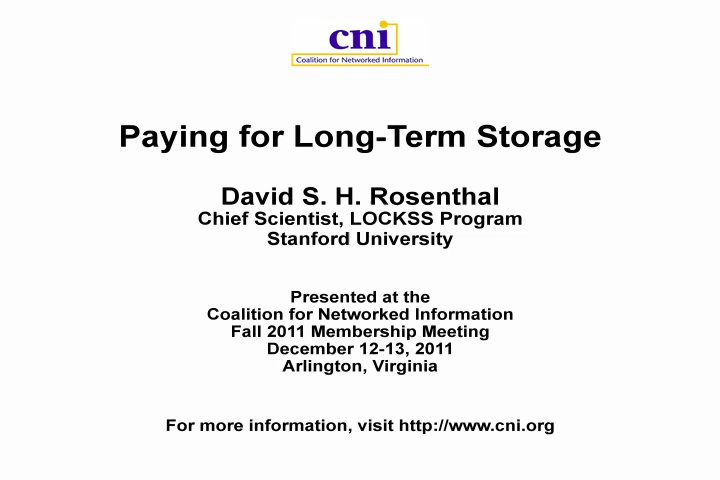 cni
Coalition for Networked Information
Paying for Long-Term Storage
David S. H. Rosenthal
Chief Scientist, LOCKSS Program
Stanford University
Presented at the
Coalition for Networked Information
Fall 2011 Membership Meeting
December 12-13, 2011
Arlington, Virginia
For more information, visit http://www.cni.org